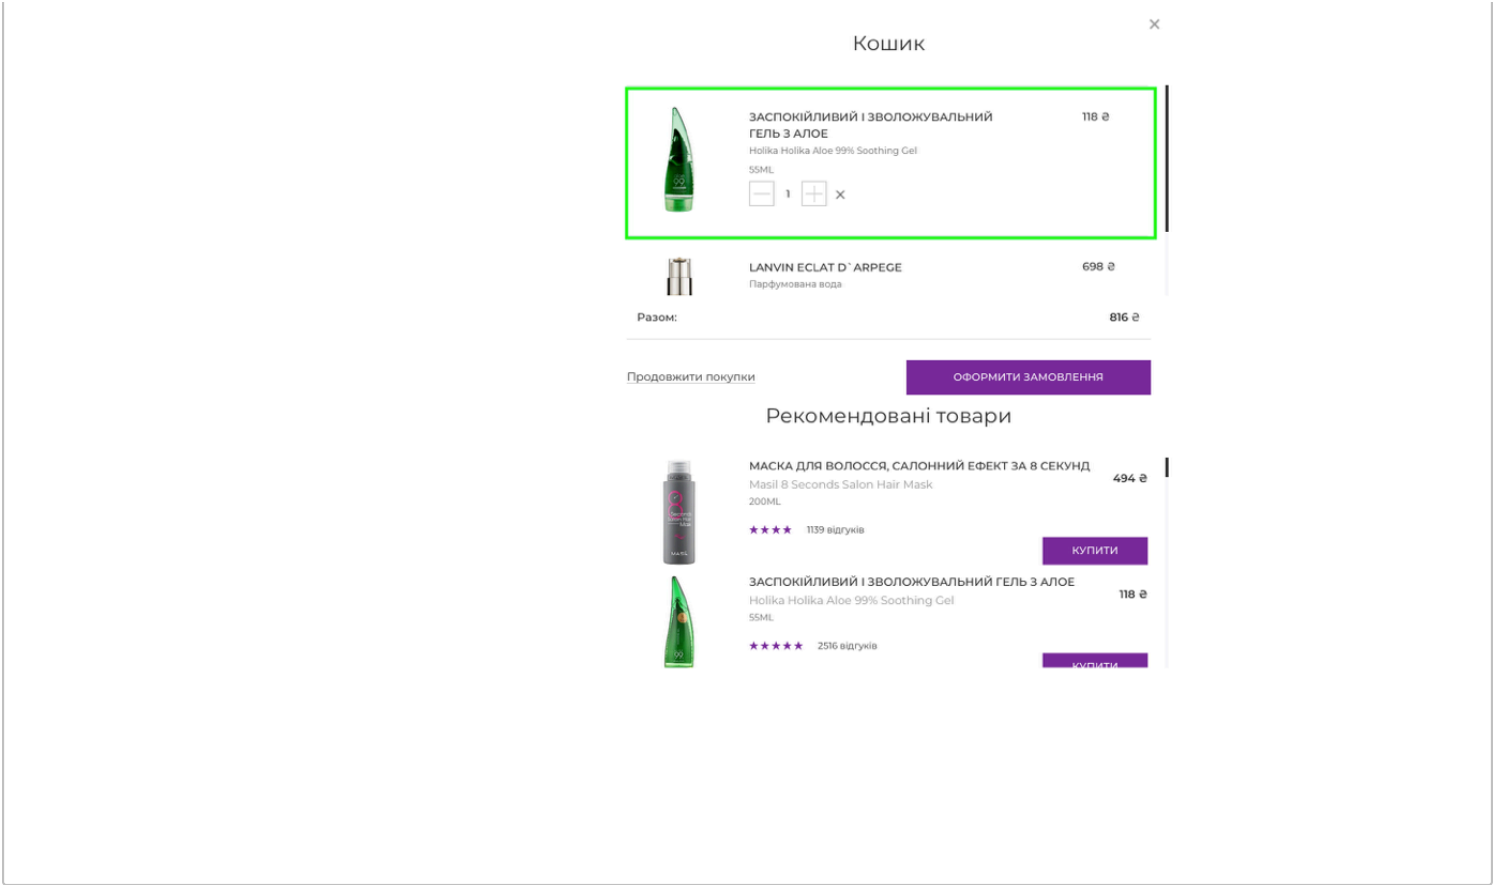 Кошик
ЗАСПОКІЙЛИВИЙ І ЗВОЛОЖУВАЛЬНИЙ 118 ₴
ГЕЛЬ З АЛОЕ
Holika Holika Aloe 99% Soothing Gel
55ML
1
LANVIN ECLAT D`ARPEGE 698 ₴
Парфумована вода
Разом: 816 ₴
Продовжити покупки ОФОРМИТИ ЗАМОВЛЕННЯ
Рекомендовані товари
МАСКА ДЛЯ ВОЛОССЯ, САЛОННИЙ ЕФЕКТ ЗА 8 СЕКУНД 494 ₴
Masil 8 Seconds Salon Hair Mask
200ML
1139 відгуків
КУПИТИ
ЗАСПОКІЙЛИВИЙ І ЗВОЛОЖУВАЛЬНИЙ ГЕЛЬ З АЛОЕ 118 ₴
Holika Holika Aloe 99% Soothing Gel
55ML
2516 відгуків
КУПИТИ